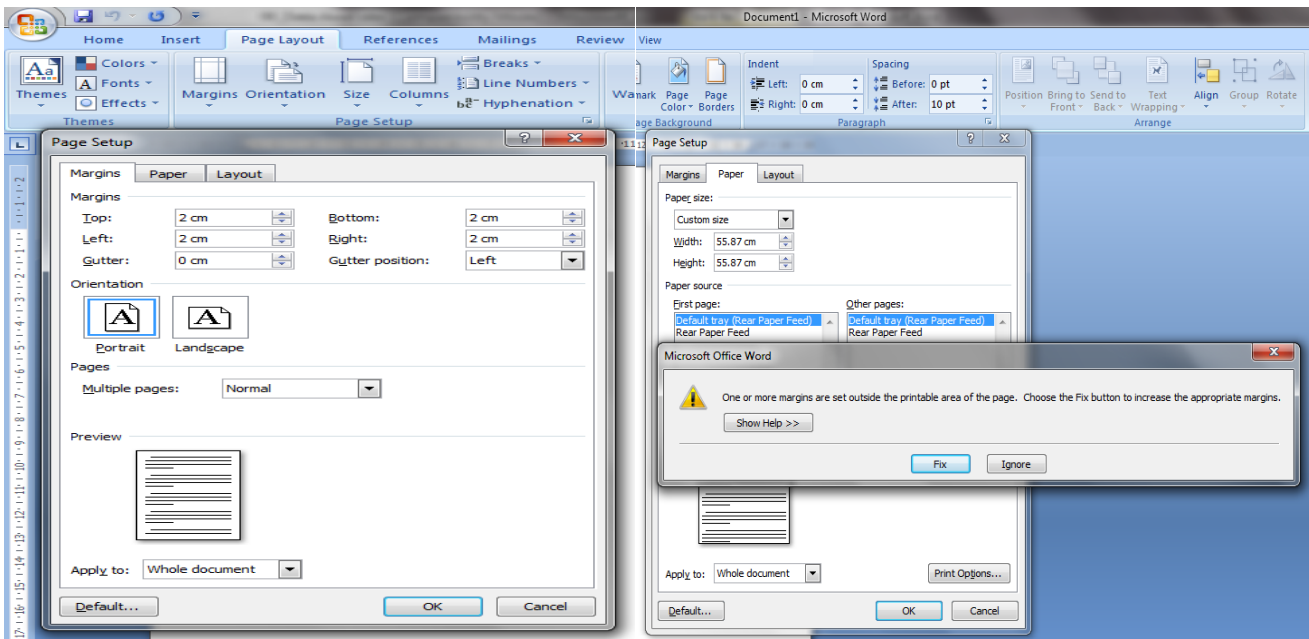 Document1 - Microsoft Word
Home Insert Page Layout References Mailings Review View
Themes
Colors
Fonts
Effects
Themes
Margins Orientation Size Columns
Breaks
Line Numbers
Hyphenation
Page Setup
Wa mark Page Color Page Borders
age Background
Indent
Left: 0 cm
Right: 0 cm
Spacing
Before: 0 pt
After: 10 pt
Paragraph
Position Bring to Front Send to Back Text Wrapping Align Group Rotate
Arrange
Page Setup
Margins Paper Layout
Margins
Top: 2 cm Bottom: 2 cm
Left: 2 cm Right: 2 cm
Gutter: 0 cm Gutter position: Left
Orientation
Portrait Landscape
Pages
Multiple pages: Normal
Preview
Apply to: Whole document
Default... OK Cancel
Page Setup
Margins Paper Layout
Paper size:
Custom size
Width: 55.87 cm
Height: 55.87 cm
Paper source
First page: Other pages:
Default tray (Rear Paper Feed) Default tray (Rear Paper Feed)
Rear Paper Feed Rear Paper Feed
Microsoft Office Word
One or more margins are set outside the printable area of the page. Choose the Fix button to increase the appropriate margins.
Show Help >>
Fix Ignore
Apply to: Whole document Print Options...
Default... OK Cancel